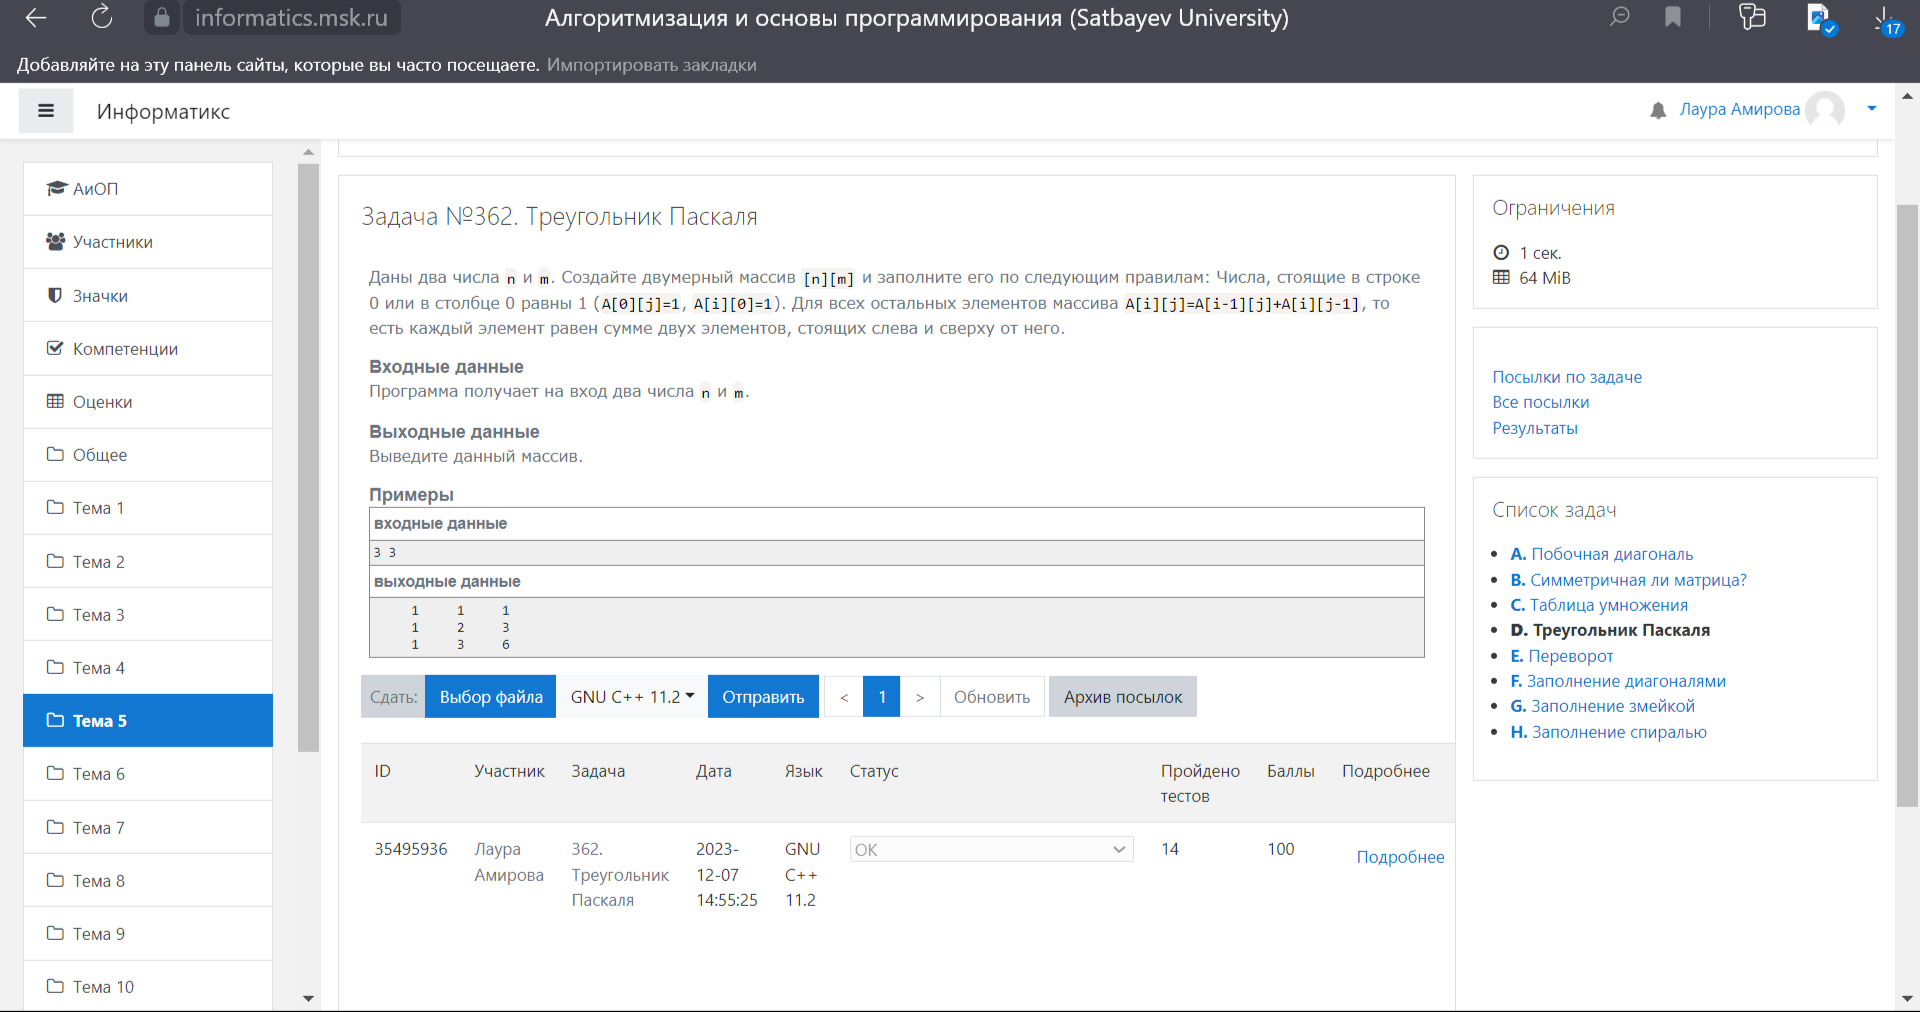 informatics.msk.ru
Алгоритмизация и основы программирования (Satbayev University)
17
Добавляйте на эту панель сайты, которые вы часто посещаете. Импортировать закладки
Информатикс
Лаура Амирова
АиОП
Участники
Значки
Компетенции
Оценки
Общее
Тема 1
Тема 2
Тема 3
Тема 4
Тема 5
Тема 6
Тема 7
Тема 8
Тема 9
Тема 10
Задача №362. Треугольник Паскаля
Даны два числа n и m. Создайте двумерный массив [n][m] и заполните его по следующим правилам: Числа, стоящие в строке
0 или в столбце 0 равны 1 (A[0][j]=1, A[i][0]=1). Для всех остальных элементов массива A[i][j]=A[i-1][j]+A[i][j-1], то
есть каждый элемент равен сумме двух элементов, стоящих слева и сверху от него.
Входные данные
Программа получает на вход два числа n и m.
Выходные данные
Выведите данный массив.
Примеры
входные данные
3 3
выходные данные
1 1 1
1 2 3
1 3 6
Сдать: Выбор файла GNU C++ 11.2 Отправить < 1 > Обновить Архив посылок
ID Участник Задача Дата Язык Статус Пройдено тестов Баллы Подробнее
35495936 Лаура Амирова 362. Треугольник Паскаля 2023-12-07 14:55:25 GNU C++ 11.2 OK 14 100 Подробнее
Ограничения
1 сек.
64 MiB
Посылки по задаче
Все посылки
Результаты
Список задач
A. Побочная диагональ
B. Симметричная ли матрица?
C. Таблица умножения
D. Треугольник Паскаля
E. Переворот
F. Заполнение диагоналями
G. Заполнение змейкой
H. Заполнение спиралью